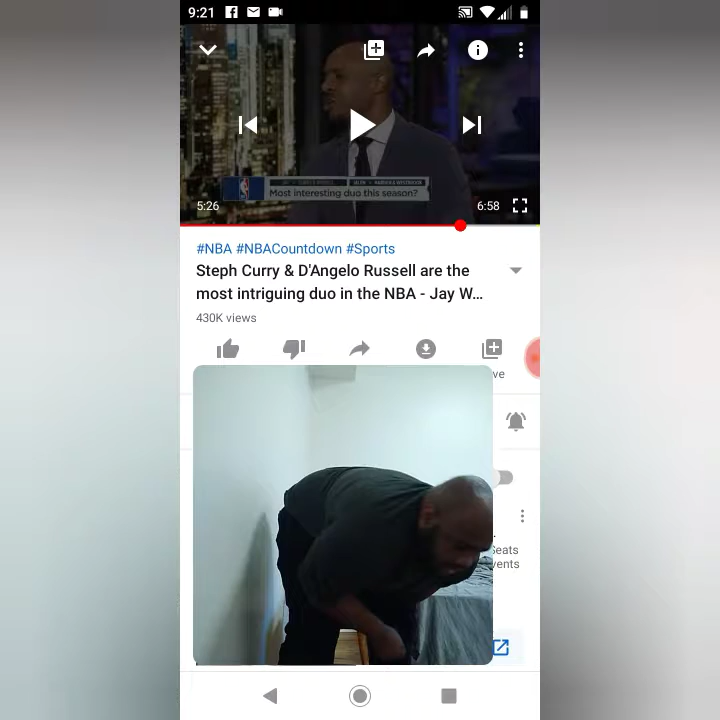 9:21
Most interesting duo this season?
5:26
6:58
#NBA #NBACountdown #Sports
Steph Curry & D'Angelo Russell are the
most intriguing duo in the NBA - Jay W...
430K views
ve
Seats
vents